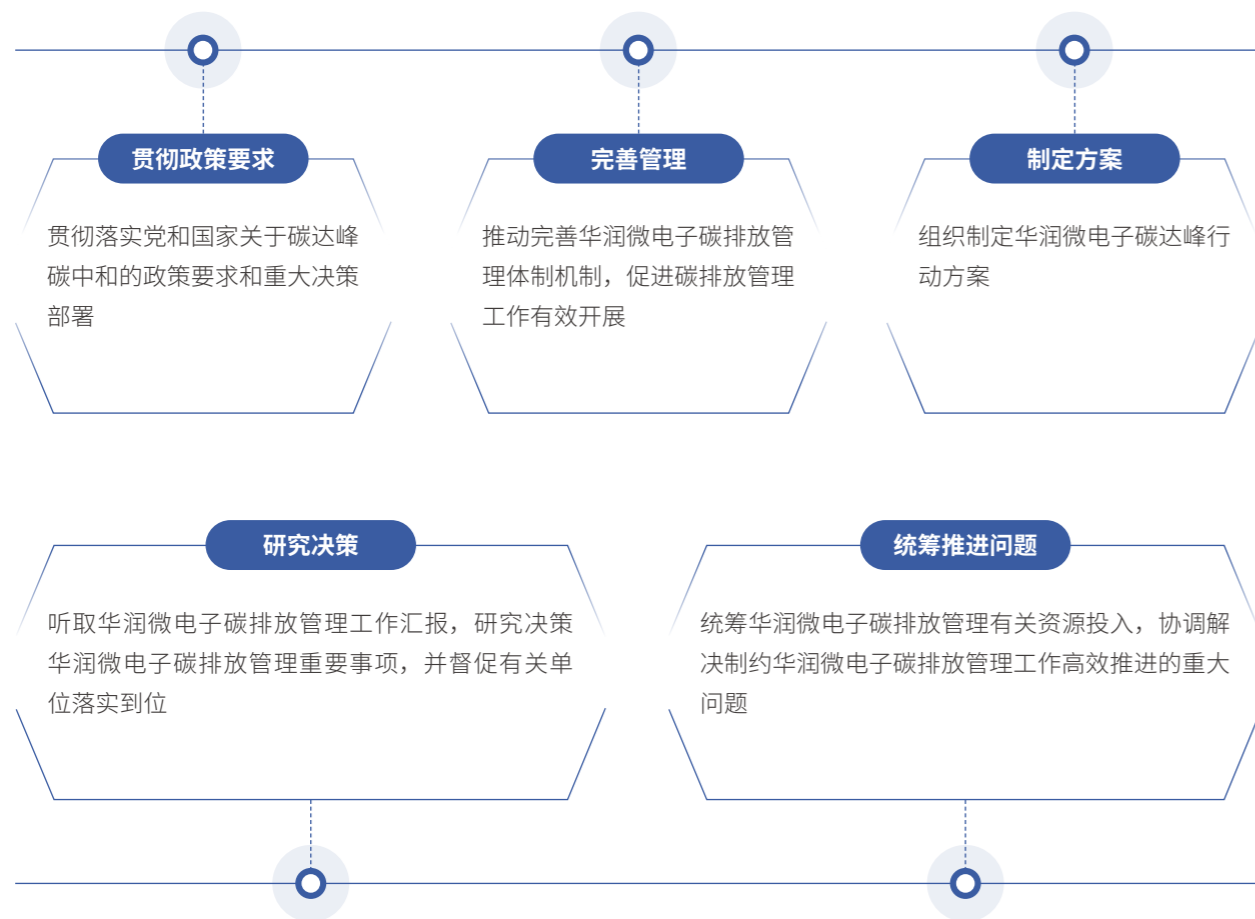 贯彻政策要求
贯彻落实党和国家关于碳达峰
碳中和的政策要求和重大决策
部署
完善管理
推动完善华润微电子碳排放管
理体制机制，促进碳排放管理
工作有效开展
制定方案
组织制定华润微电子碳达峰行
动方案
研究决策
听取华润微电子碳排放管理工作汇报，研究决策
华润微电子碳排放管理重要事项，并督促有关单
位落实到位
统筹推进问题
统筹华润微电子碳排放管理有关资源投入，协调解
决制约华润微电子碳排放管理工作高效推进的重大
问题